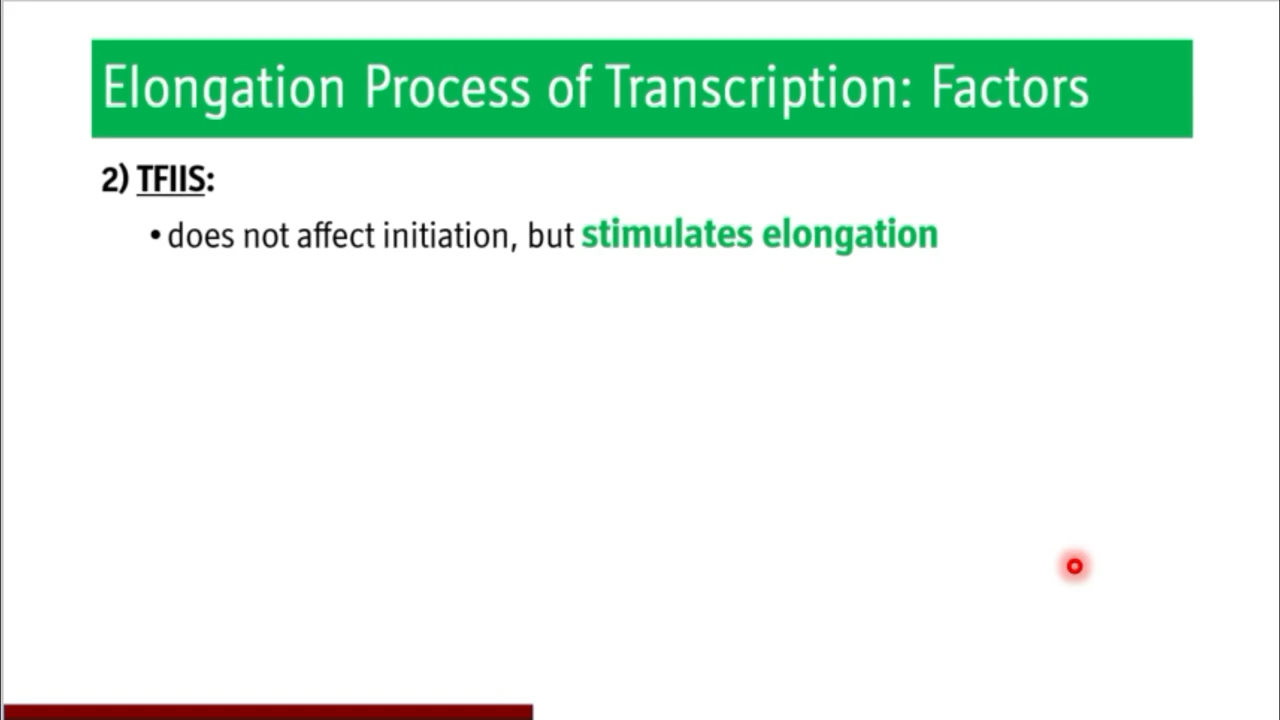 Elongation Process of Transcription: Factors
2) TFIIS:
• does not affect initiation, but stimulates elongation